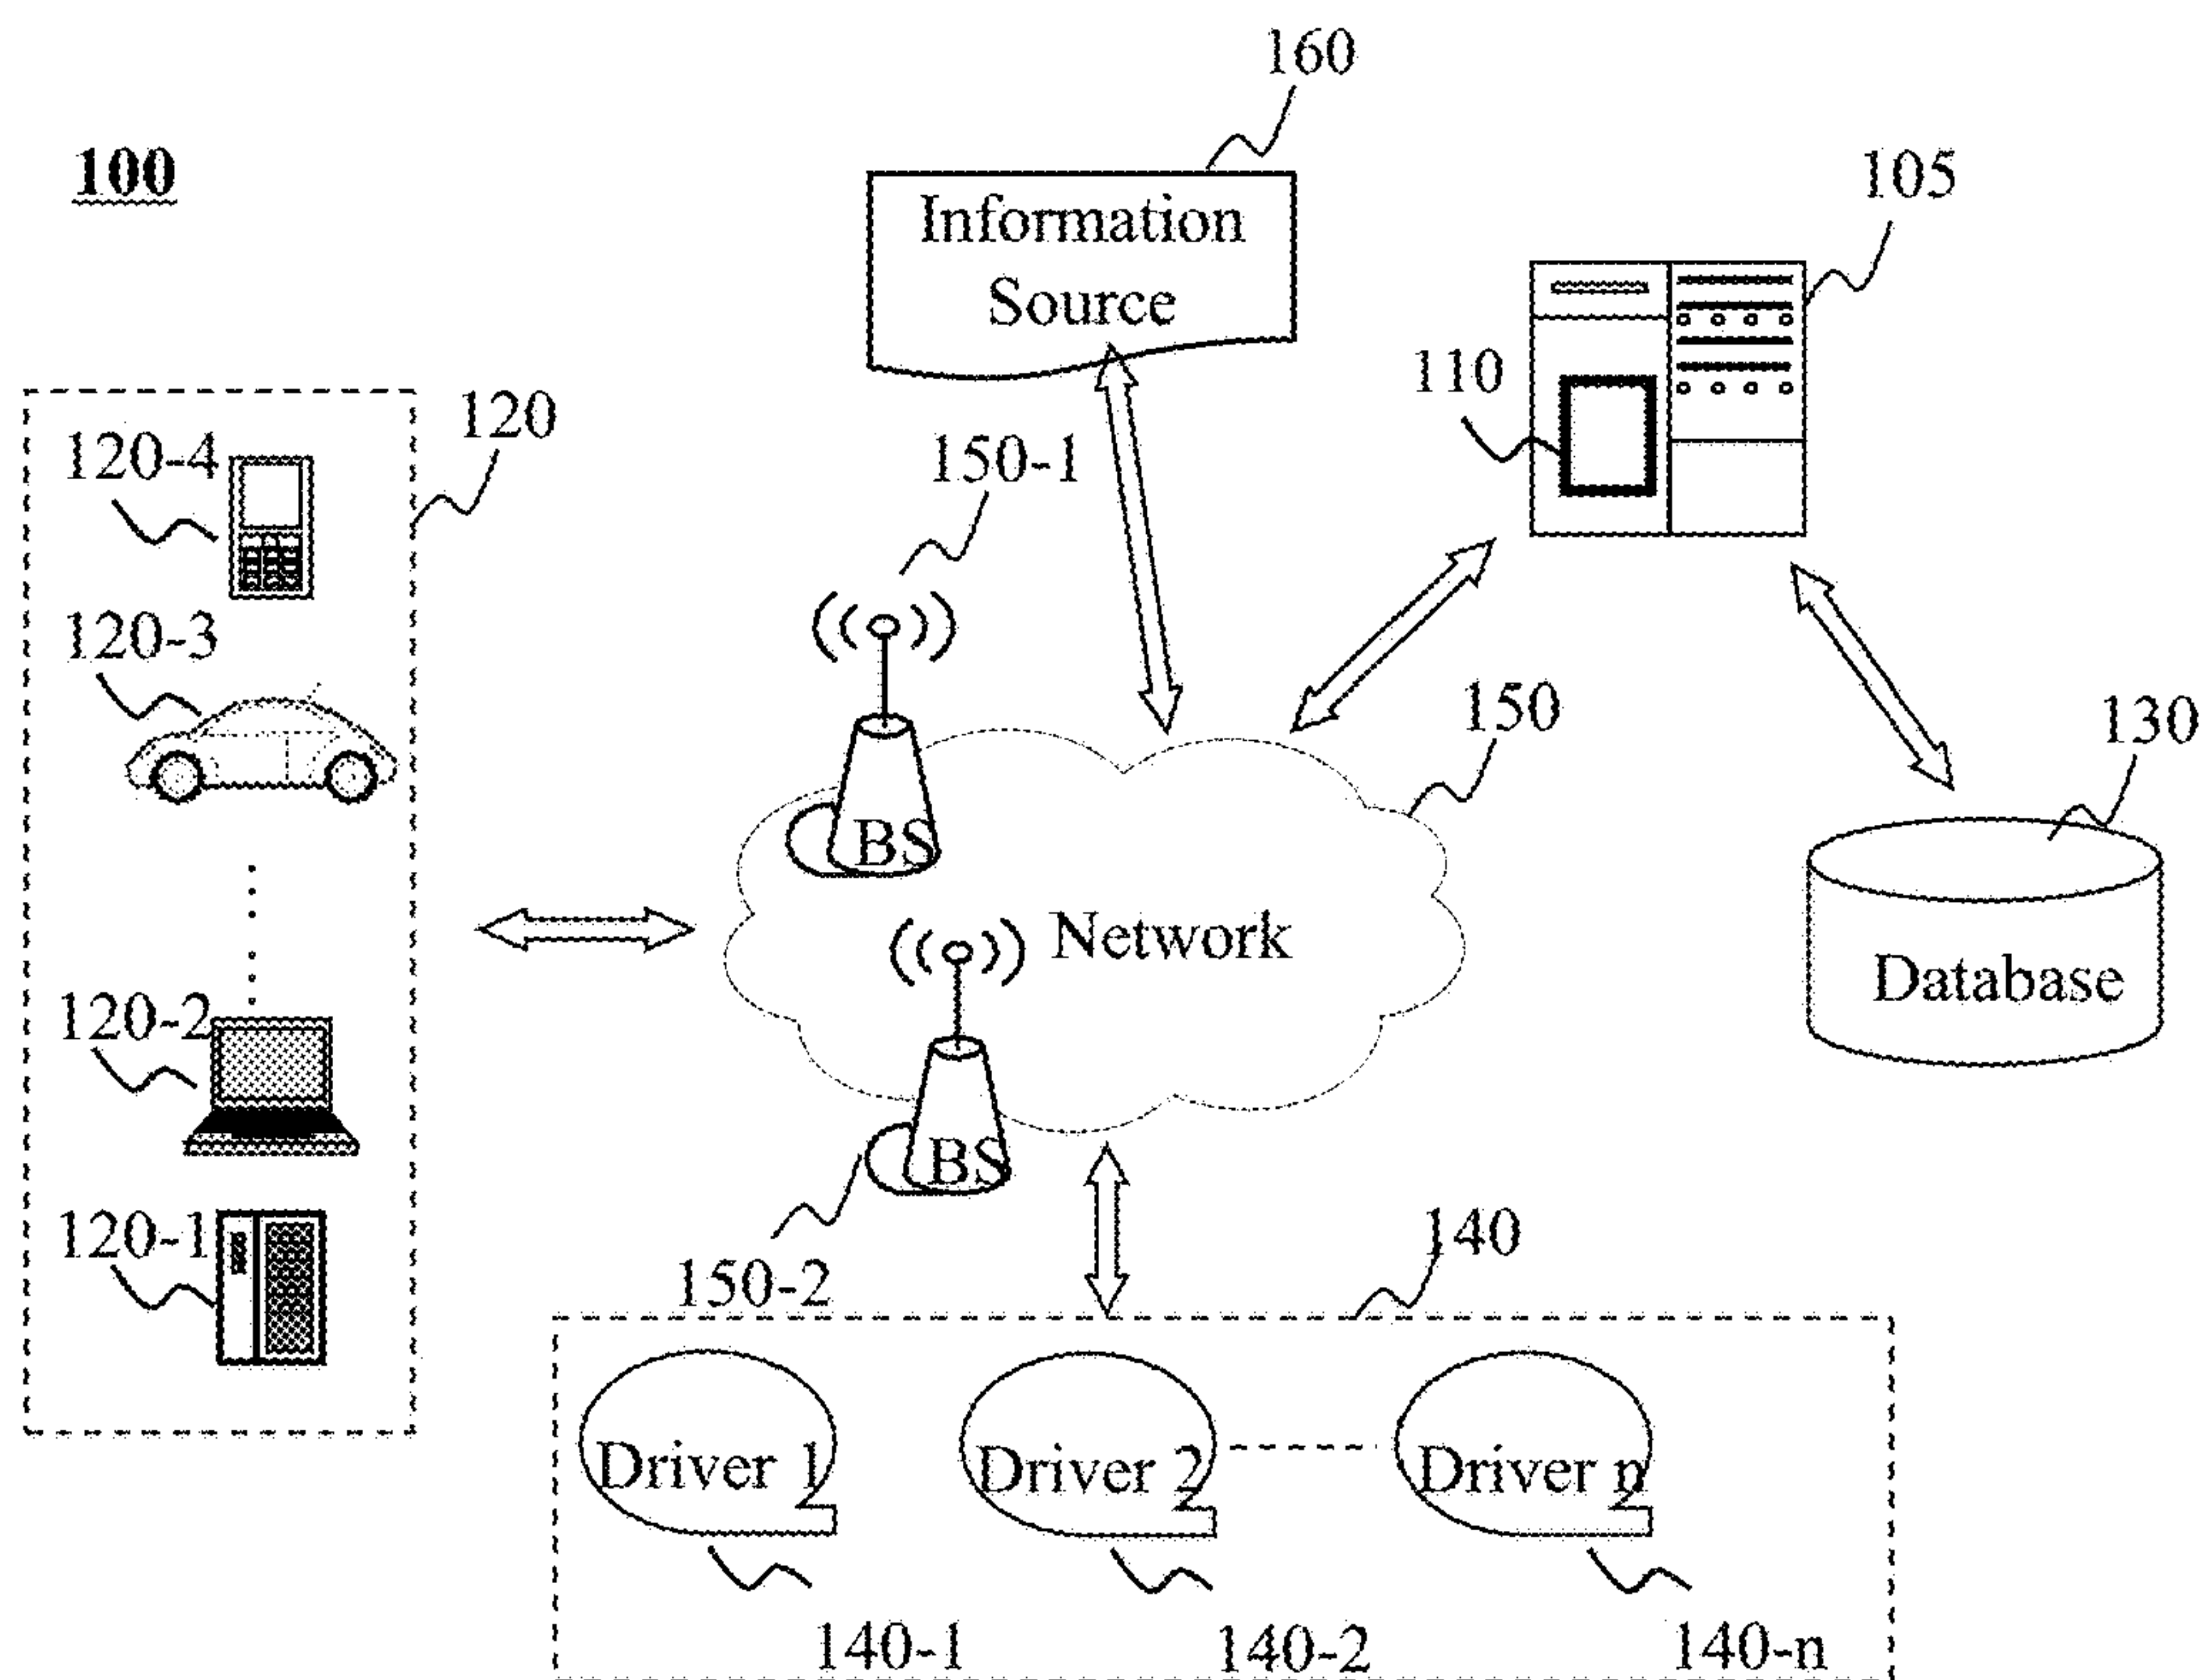 160
100
105
Information
Source
110
120
120-4
150-1
120-3
150
130
BS
Network
Database
120-2
BS
120-1
140
150-2
Driver 1
Driver 2
Driver n
140-1
140-2
140-n